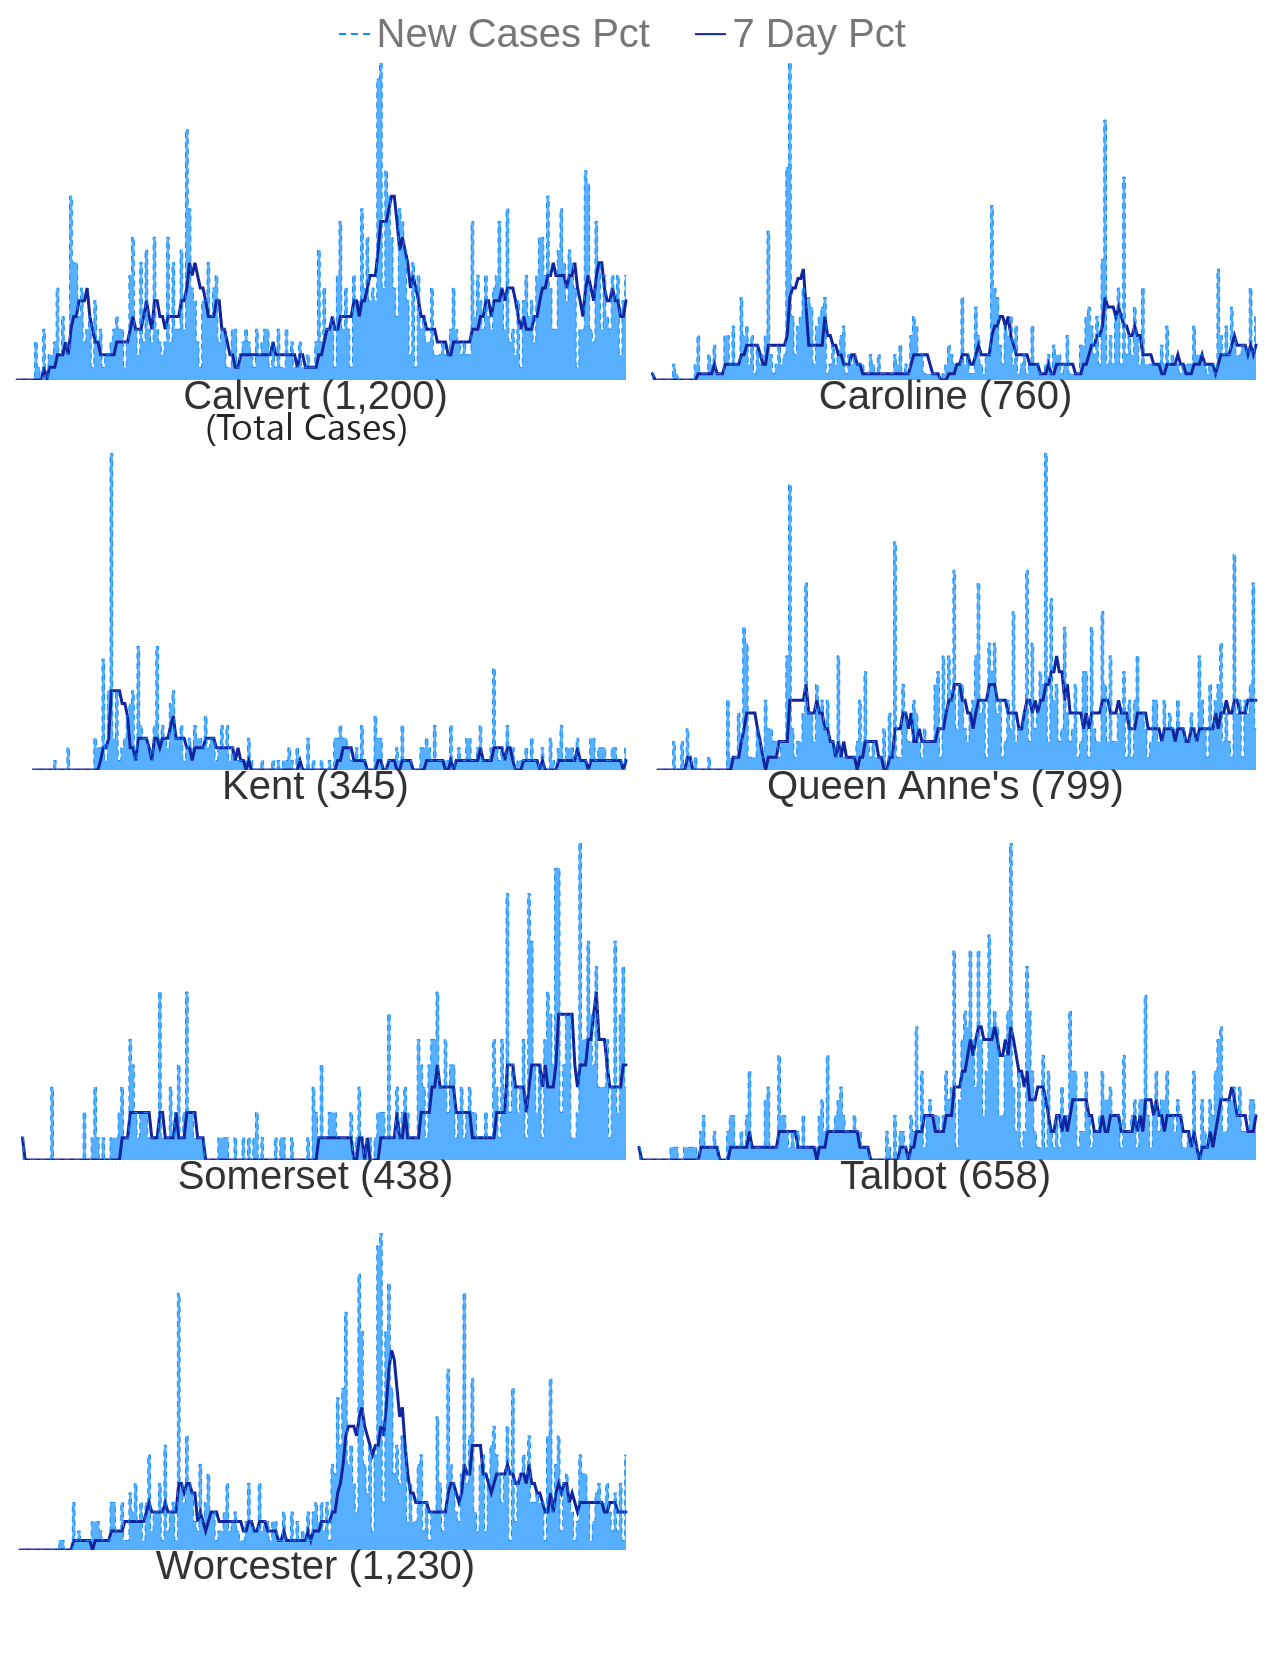 New Cases Pct 7 Day Pct
Calvert (1,200) Caroline (760)
(Total Cases)
Kent (345) Queen Anne's (799)
Somerset (438) Talbot (658)
Worcester (1,230)